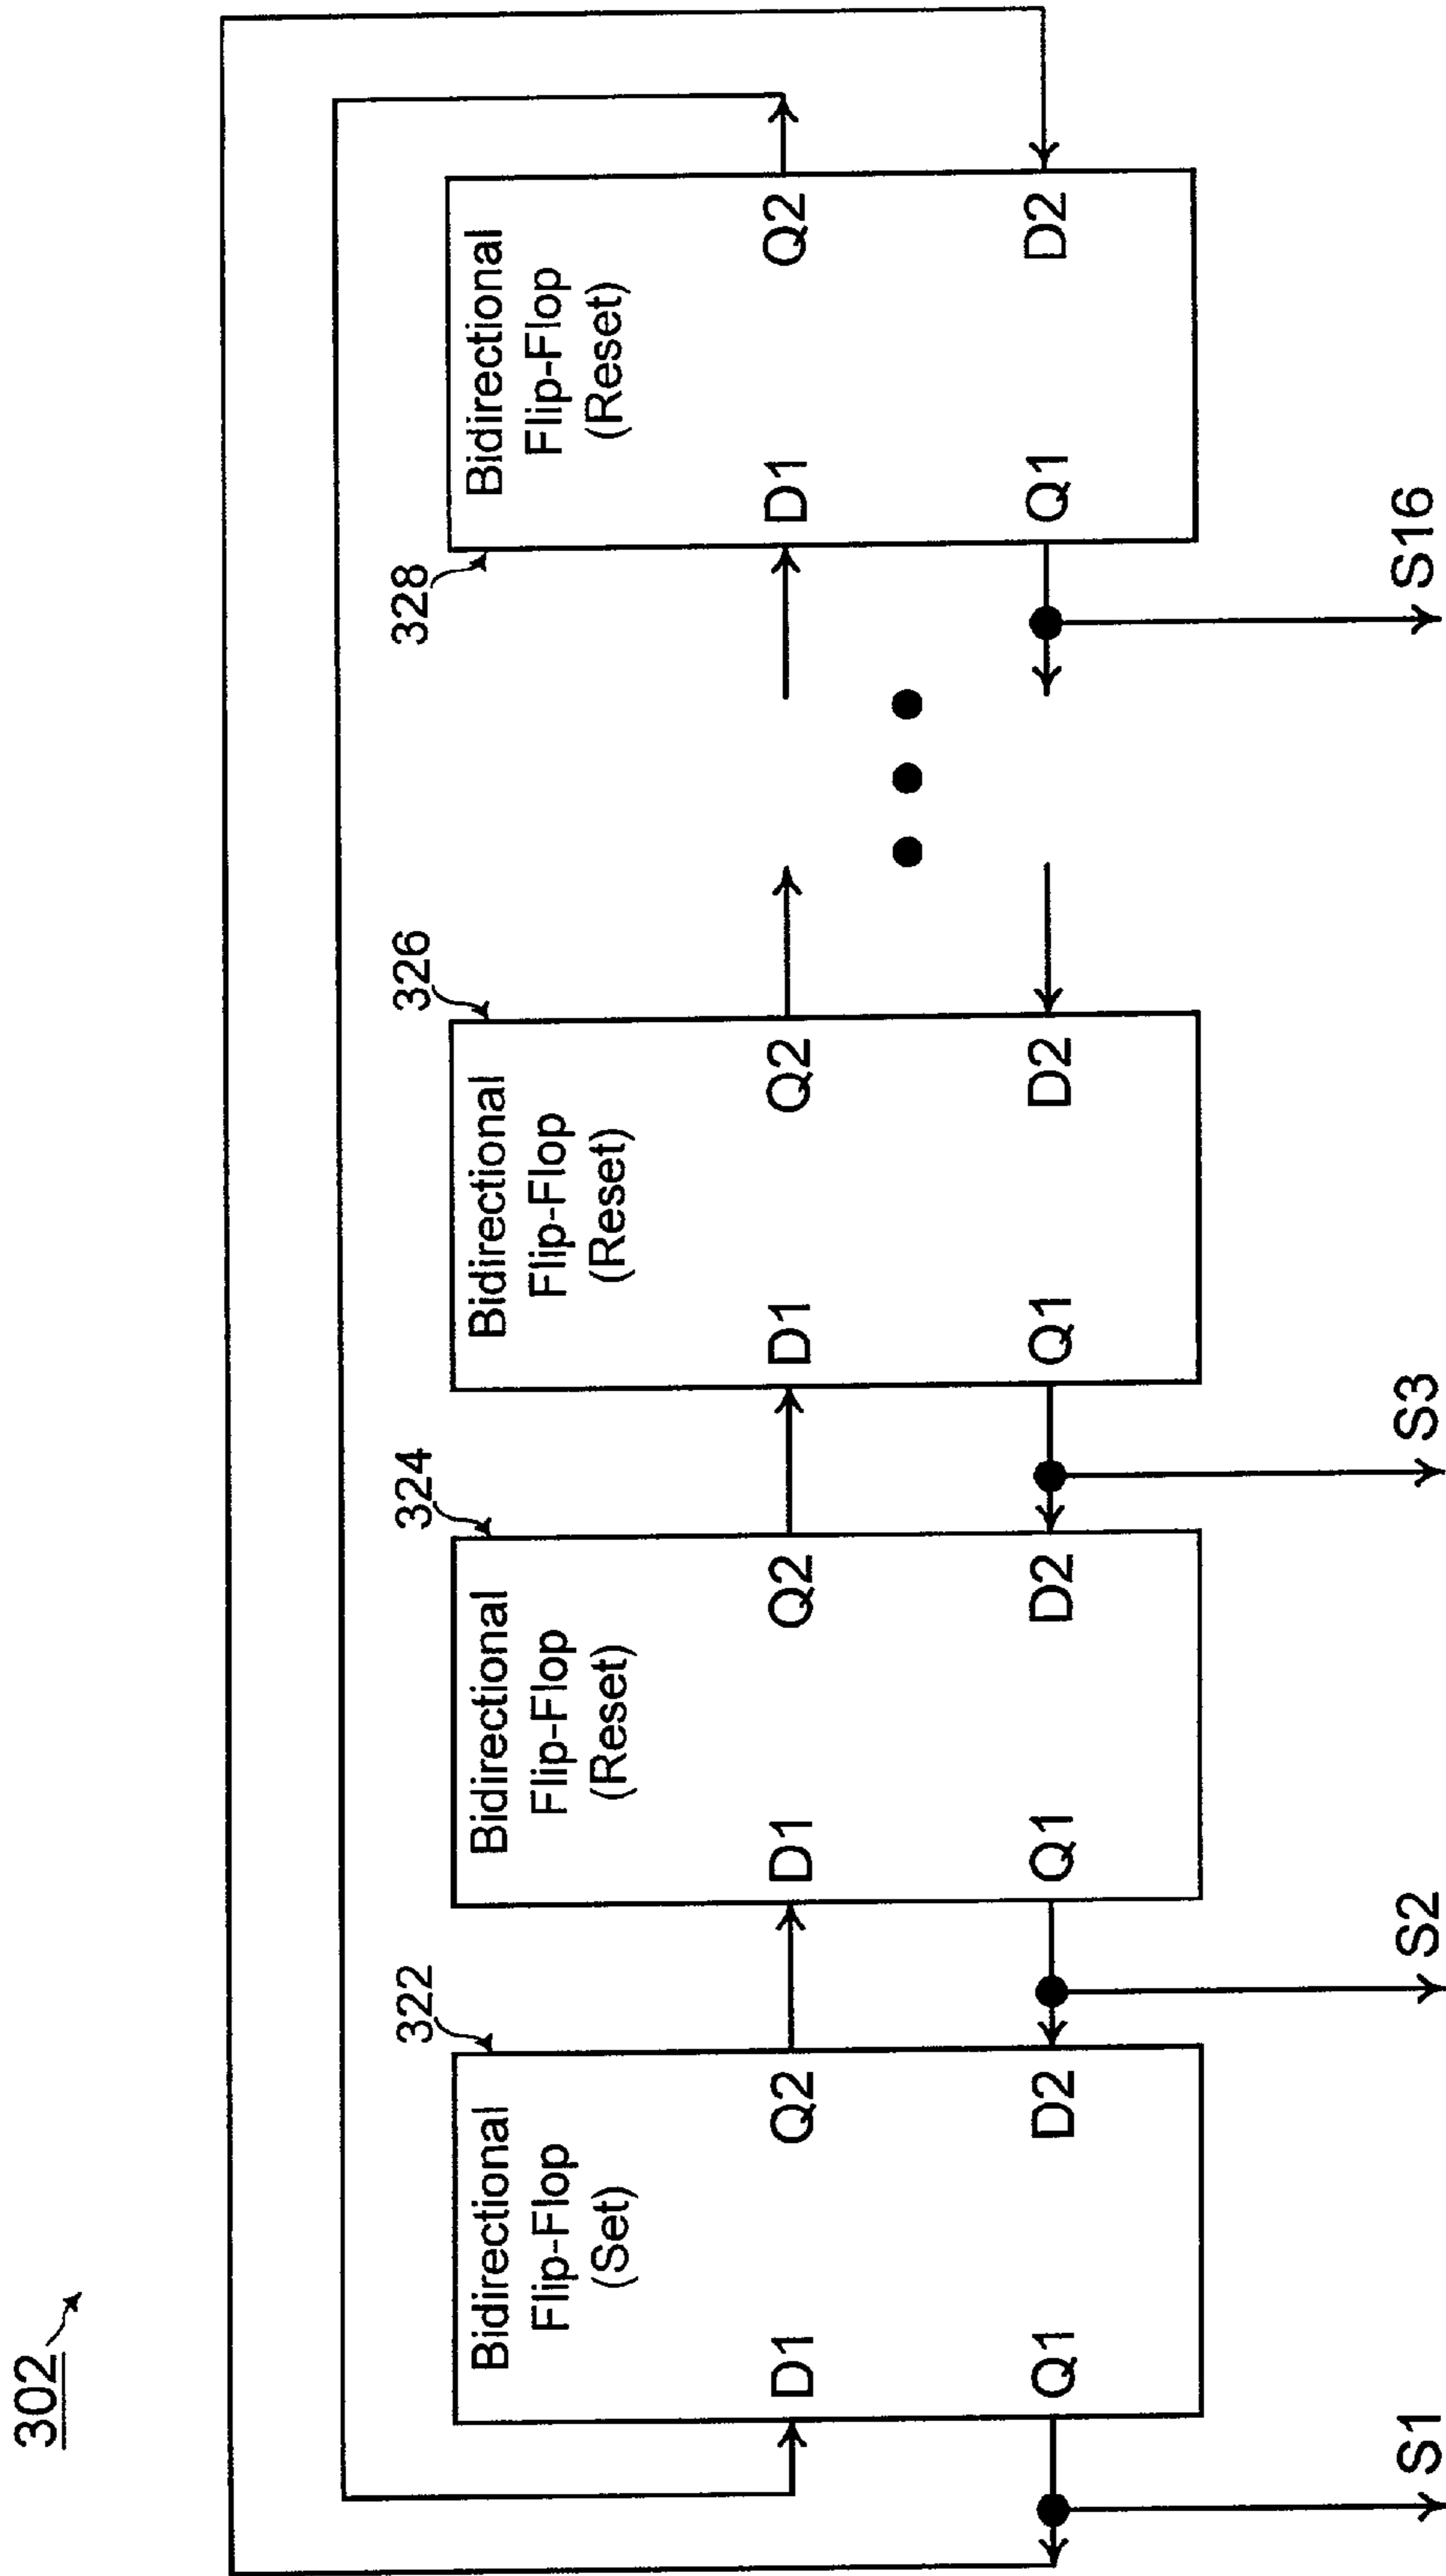 302
322
Bidirectional
Flip-Flop
(Set)
D1
Q2
Q1
D2
324
Bidirectional
Flip-Flop
(Reset)
D1
Q2
Q1
D2
326
Bidirectional
Flip-Flop
(Reset)
D1
Q2
Q1
D2
328
Bidirectional
Flip-Flop
(Reset)
D1
Q2
Q1
D2
S1
S2
S3
S16